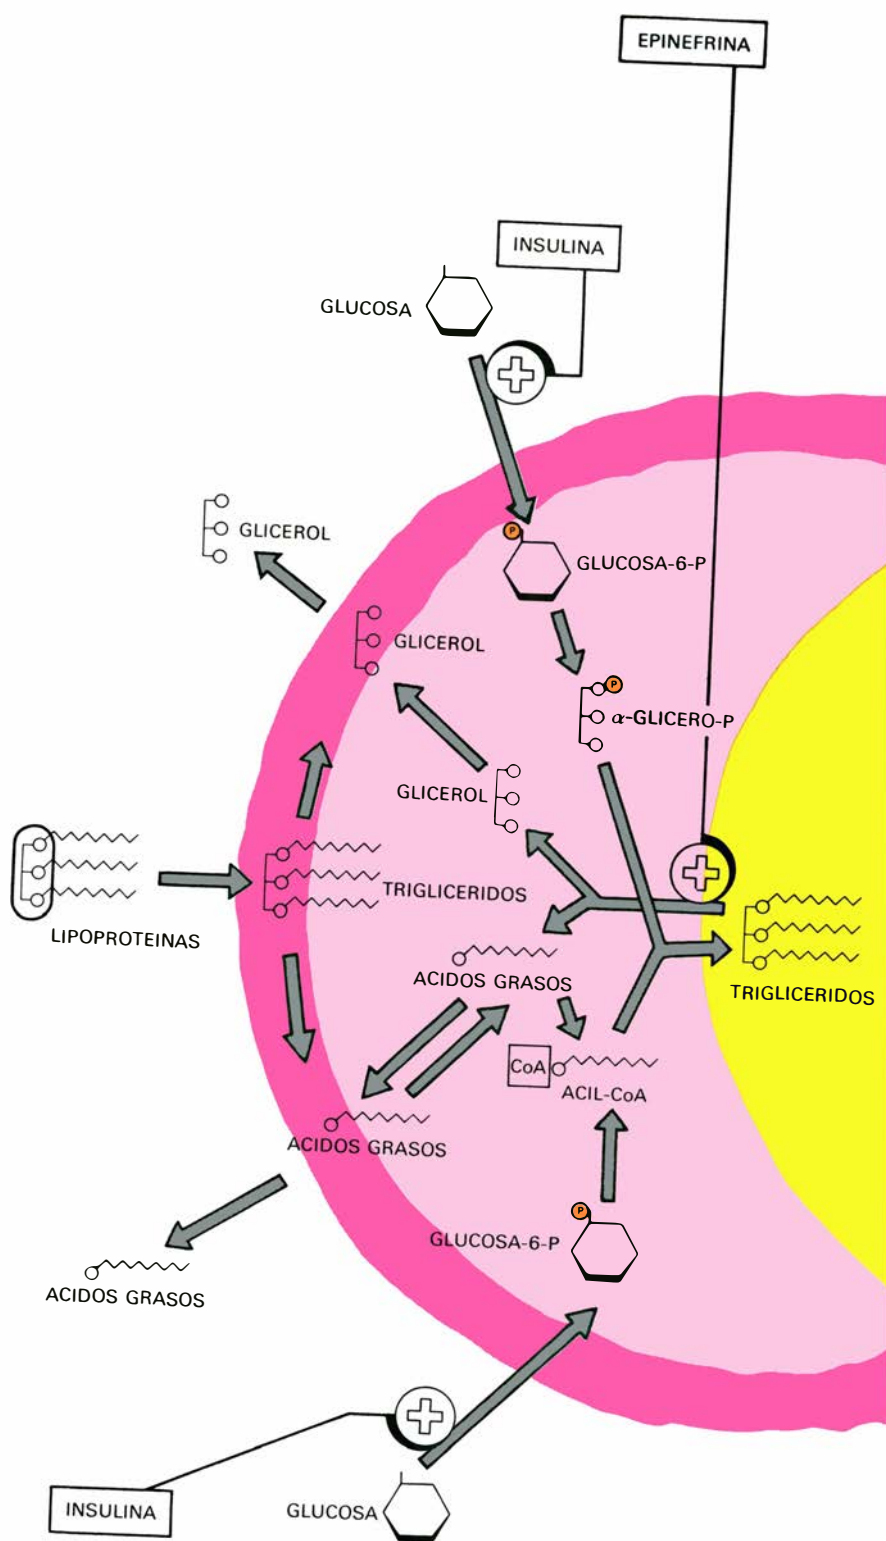 EPINEFRINA
INSULINA
GLUCOSA
P
GLUCOSA-6-P
GLICEROL
GLICEROL
P
α-GLICERO-P
GLICEROL
TRIGLICERIDOS
LIPOPROTEINAS
ACIDOS GRASOS
TRIGLICERIDOS
CoA
ACIL-CoA
ACIDOS GRASOS
P
GLUCOSA-6-P
ACIDOS GRASOS
INSULINA
GLUCOSA